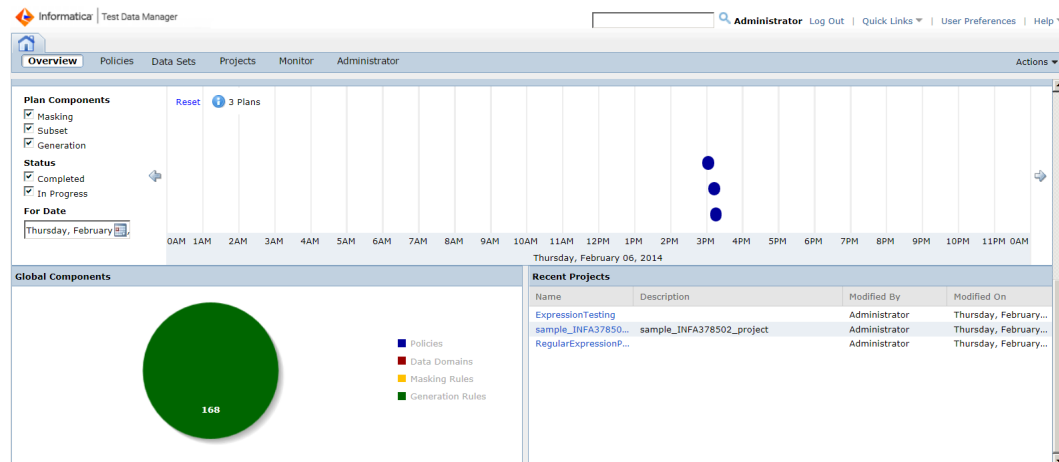 Informatica Test Data Manager
Administrator Log Out | Quick Links | User Preferences | Help
Overview Policies Data Sets Projects Monitor Administrator Actions
Plan Components
Masking
Subset
Generation
Status
Completed
In Progress
For Date
Thursday, February
Reset 3 Plans
0AM 1AM 2AM 3AM 4AM 5AM 6AM 7AM 8AM 9AM 10AM 11AM 12PM 1PM 2PM 3PM 4PM 5PM 6PM 7PM 8PM 9PM 10PM 11PM 0AM
Thursday, February 06, 2014
Global Components
168
Policies
Data Domains
Masking Rules
Generation Rules
Recent Projects
Name Description Modified By Modified On
ExpressionTesting Administrator Thursday, February...
sample_INFA37850... sample_INFA378502_project Administrator Thursday, February...
RegularExpressionP... Administrator Thursday, February...